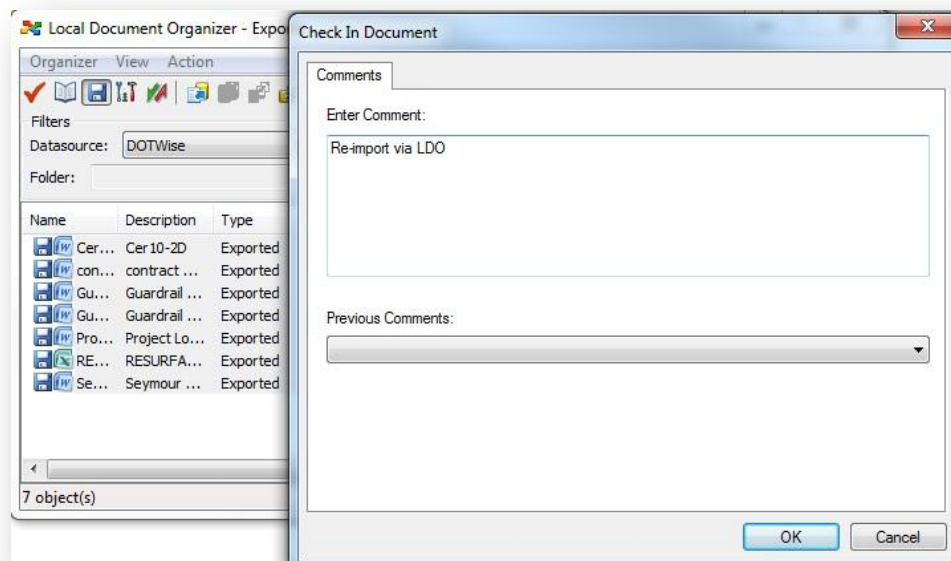 Local Document Organizer - Expo
Organizer View Action
Filters
Datasource: DOTWise
Folder:
Name Description Type
Cer... Cer10-2D Exported
con... contract ... Exported
Gu... Guardrail ... Exported
Gu... Guardrail ... Exported
Pro... Project Lo... Exported
RE... RESURFA... Exported
Se... Seymour ... Exported
7 object(s)
Check In Document
Comments
Enter Comment:
Re-import via LDO
Previous Comments:
OK Cancel